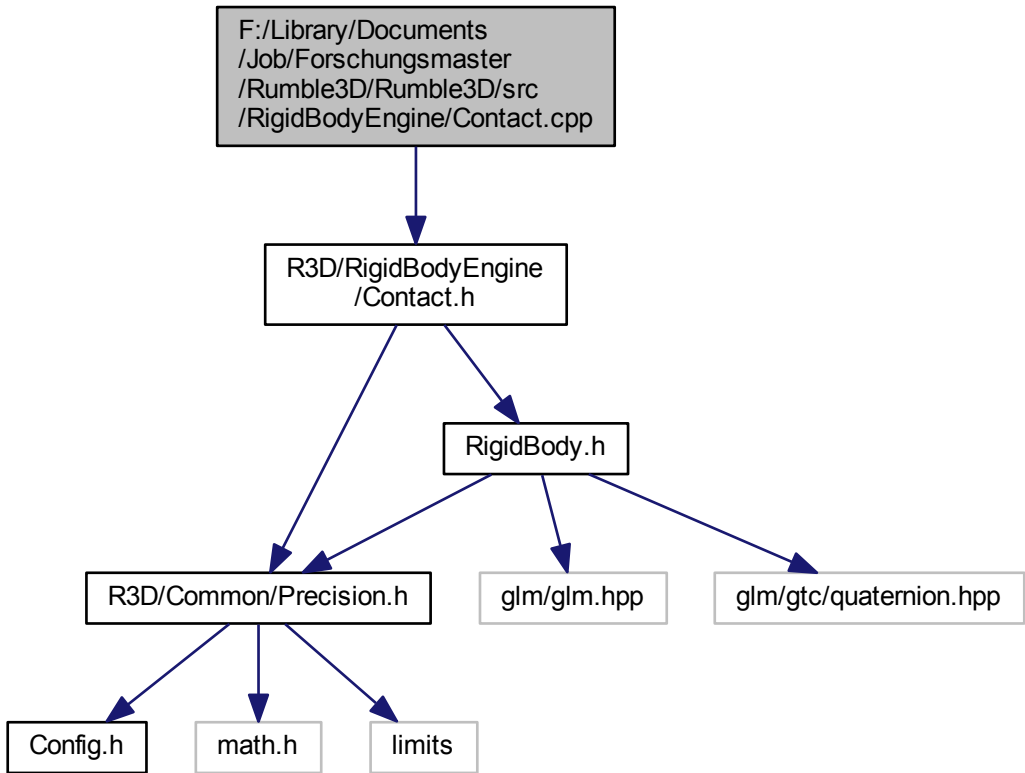 F:/Library/Documents
/Job/Forschungsmaster
/Rumble3D/Rumble3D/src
/RigidBodyEngine/Contact.cpp
R3D/RigidBodyEngine
/Contact.h
RigidBody.h
R3D/Common/Precision.h
glm/glm.hpp
glm/gtc/quaternion.hpp
Config.h
math.h
limits